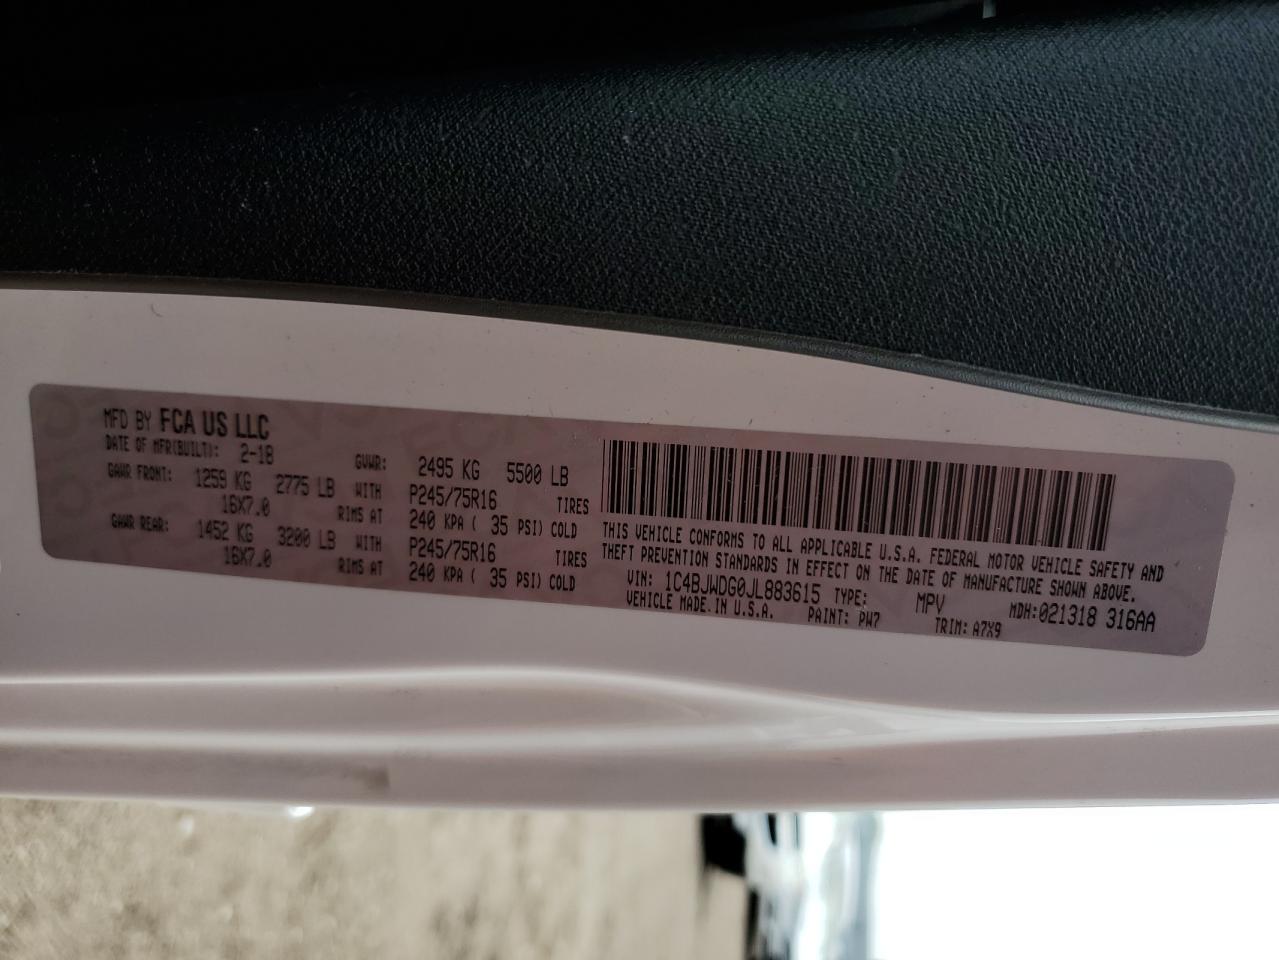 MFD BY FCA US LLC
DATE OF MFR(BUILT): 2-18 GVWR: 2495 KG 5500 LB
GAWR FRONT: 1259 KG 2775 LB WITH P245/75R16 TIRES
16X7.0 RIMS AT 240 KPA ( 35 PSI) COLD
GAWR REAR: 1452 KG 3200 LB WITH P245/75R16 TIRES
16X7.0 RIMS AT 240 KPA ( 35 PSI) COLD
THIS VEHICLE CONFORMS TO ALL APPLICABLE U.S.A. FEDERAL MOTOR VEHICLE SAFETY AND
THEFT PREVENTION STANDARDS IN EFFECT ON THE DATE OF MANUFACTURE SHOWN ABOVE.
VIN: 1C4BJWDG0JL883615 TYPE: MPV MDH:021318 316AA
VEHICLE MADE IN U.S.A. PAINT: PW7 TRIM: A7X9